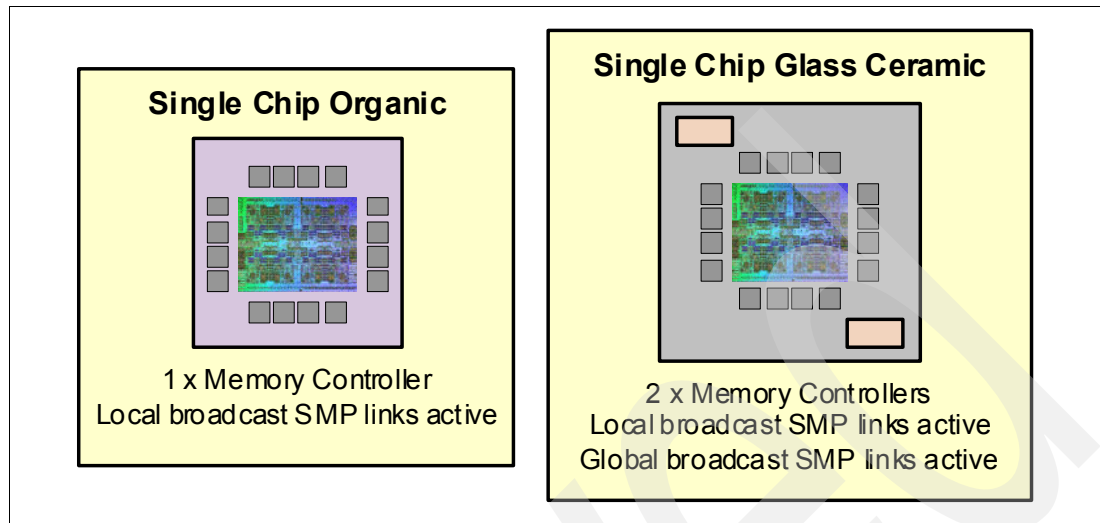 Single Chip Organic
1 x Memory Controller
Local broadcast SMP links active
Single Chip Glass Ceramic
2 x Memory Controllers
Local broadcast SMP links active
Global broadcast SMP links active